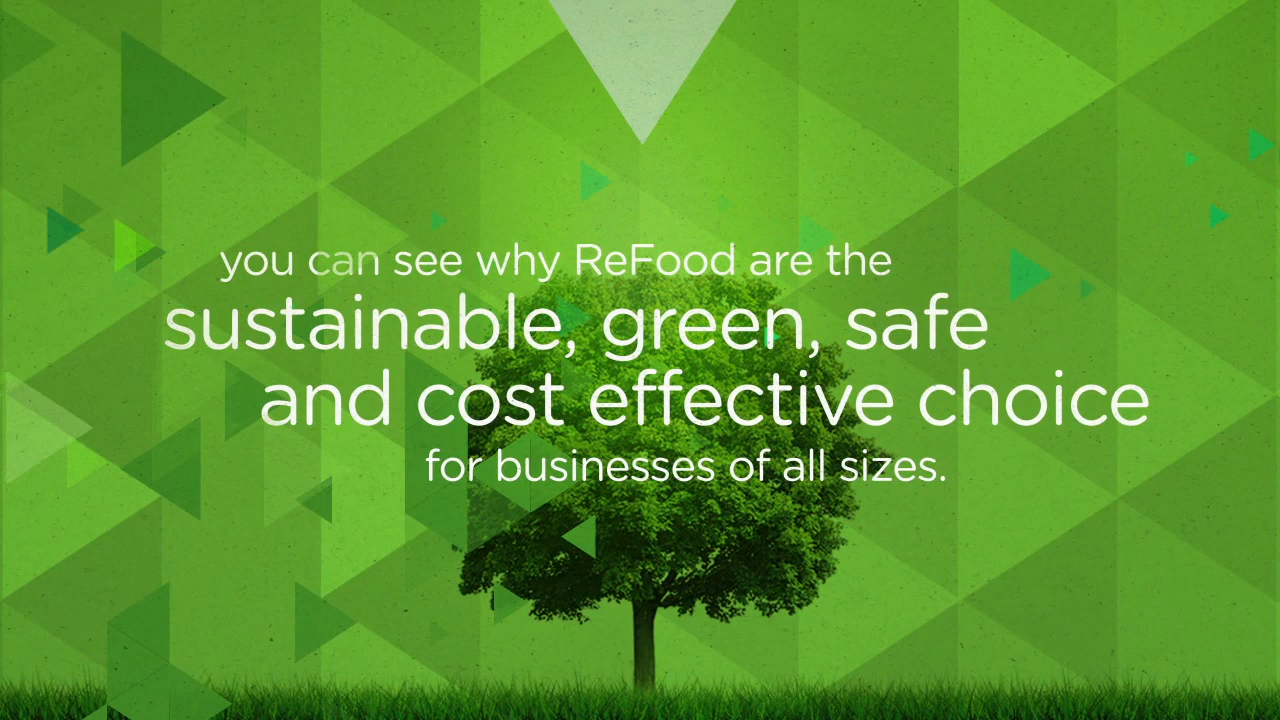 you can see why ReFood are the
sustainable, green, safe
and cost effective choice
for businesses of all sizes.